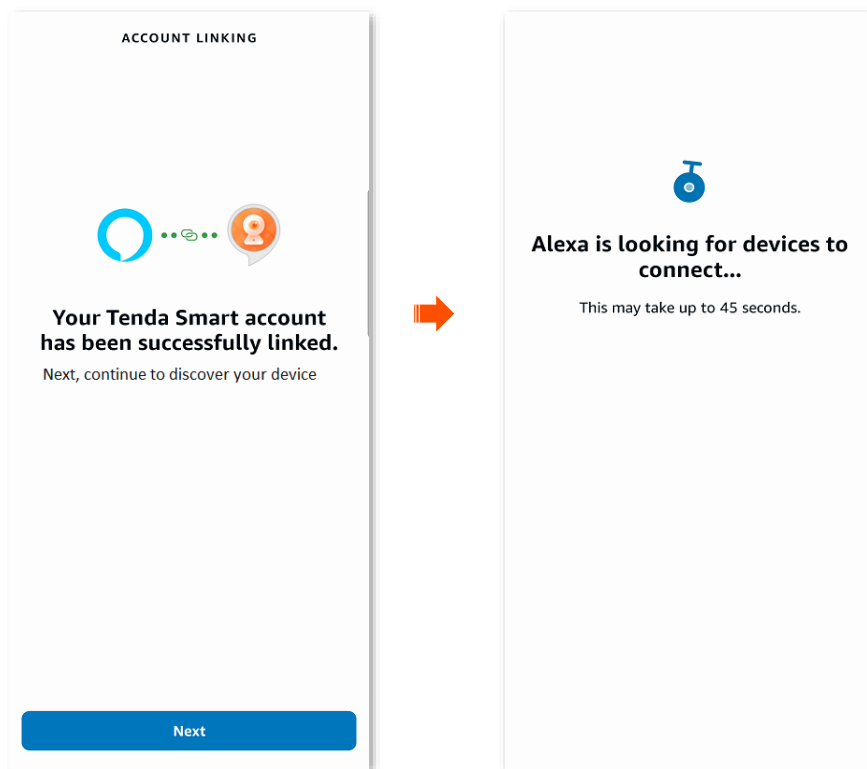 ACCOUNT LINKING
Your Tenda Smart account
has been successfully linked.
Next, continue to discover your device
Next
Alexa is looking for devices to
connect...
This may take up to 45 seconds.